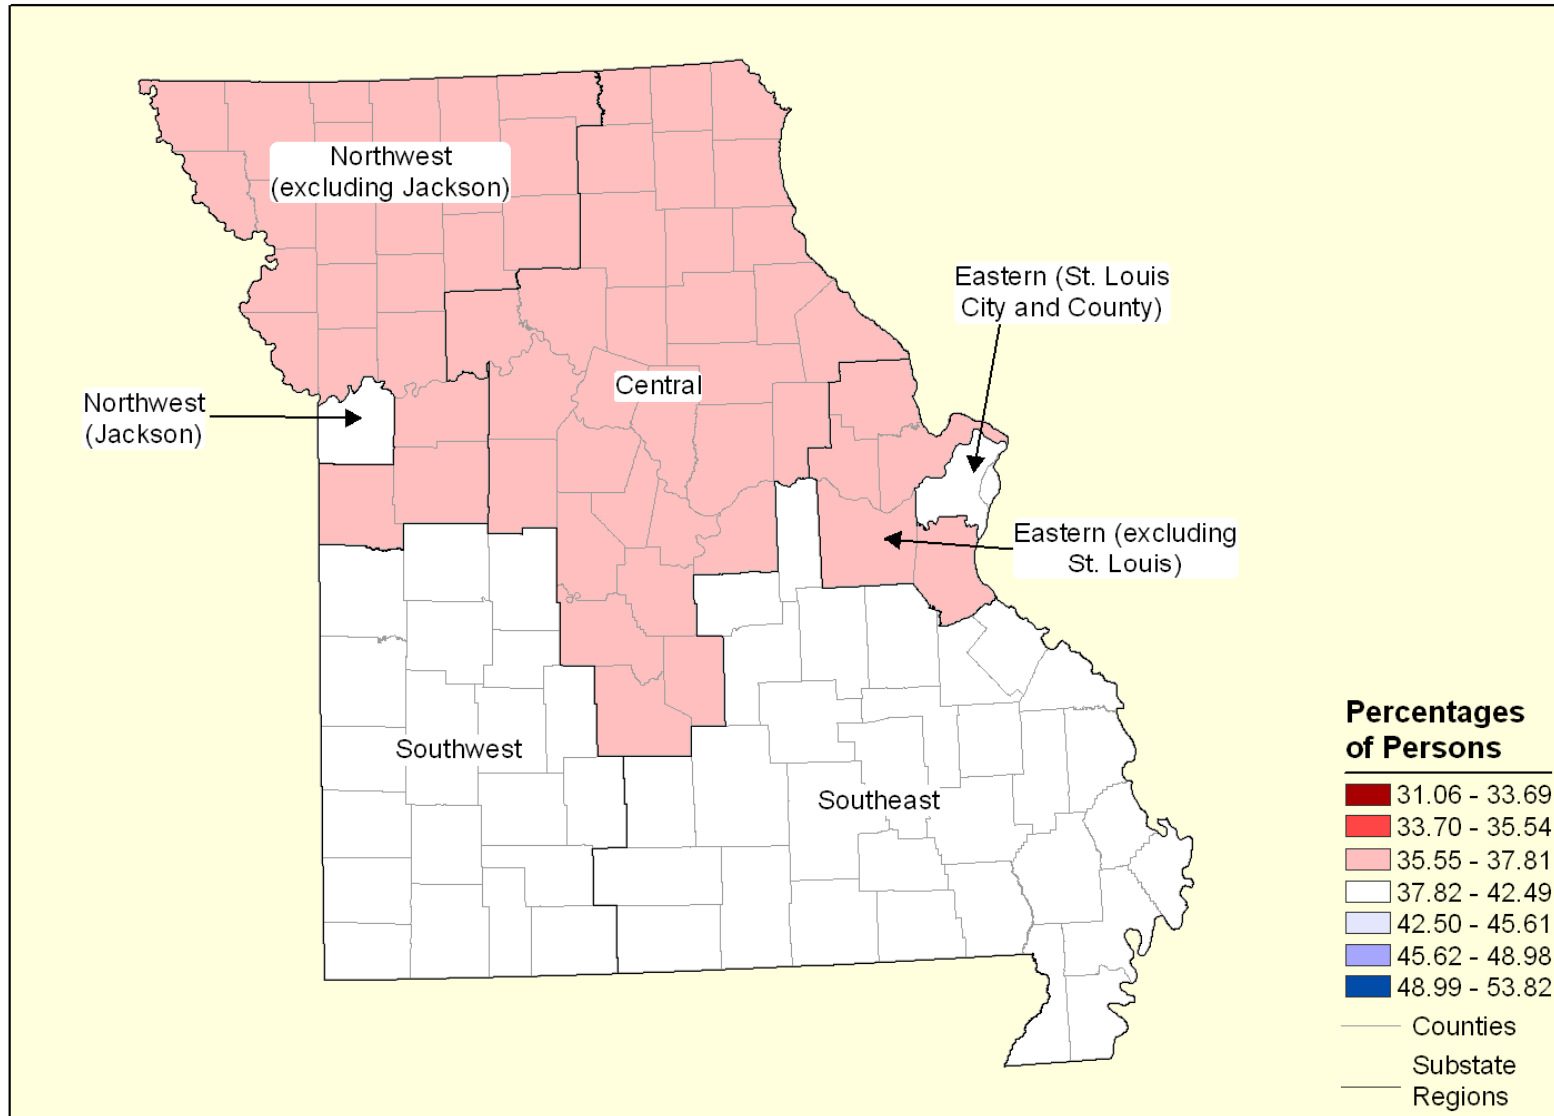 Northwest
(excluding Jackson)
Eastern (St. Louis
City and County)
Central
Northwest
(Jackson)
Eastern (excluding
St. Louis)
Southwest
Southeast
Percentages
of Persons
31.06 - 33.69
33.70 - 35.54
35.55 - 37.81
37.82 - 42.49
42.50 - 45.61
45.62 - 48.98
48.99 - 53.82
Counties
Substate
Regions